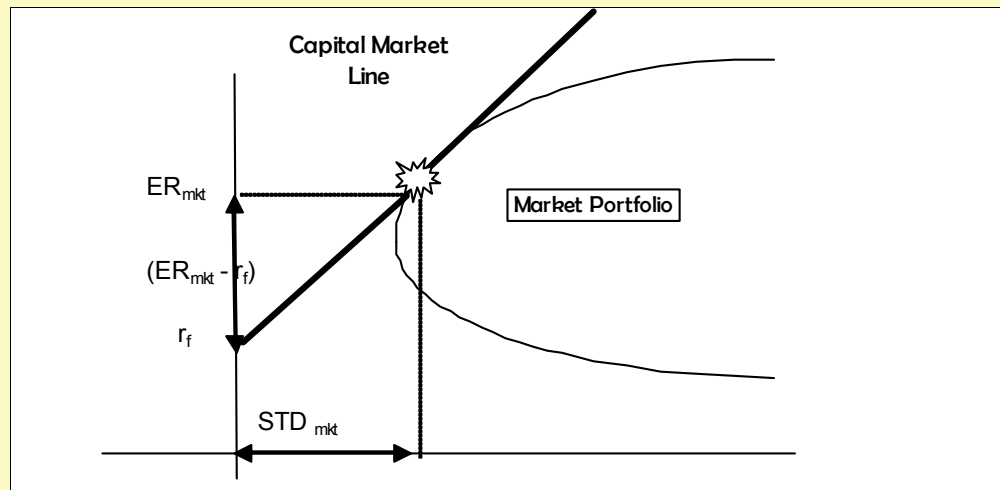 Capital Market
Line
ERmkt
Market Portfolio
(ERmkt - rf)
rf
STD mkt